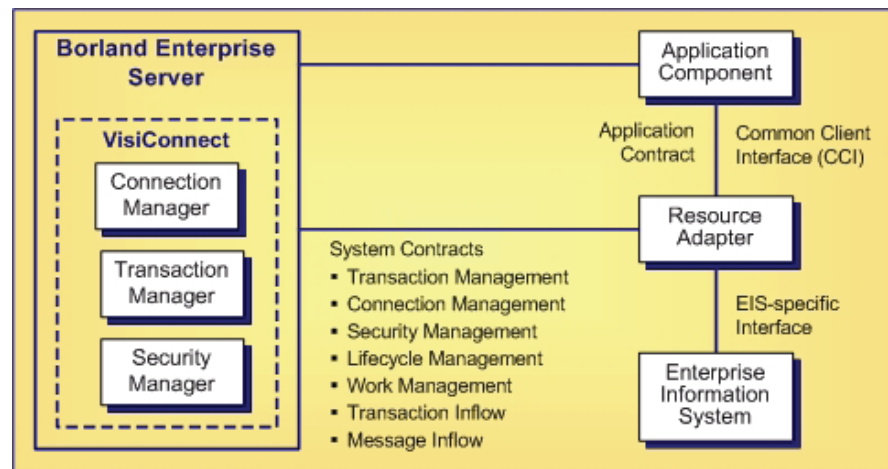 Borland Enterprise
Server
VisiConnect
Connection
Manager
Transaction
Manager
Security
Manager
Application
Component
Application
Contract
Common Client
Interface (CCI)
Resource
Adapter
System Contracts
▪ Transaction Management
▪ Connection Management
▪ Security Management
▪ Lifecycle Management
▪ Work Management
▪ Transaction Inflow
▪ Message Inflow
EIS-specific
Interface
Enterprise
Information
System